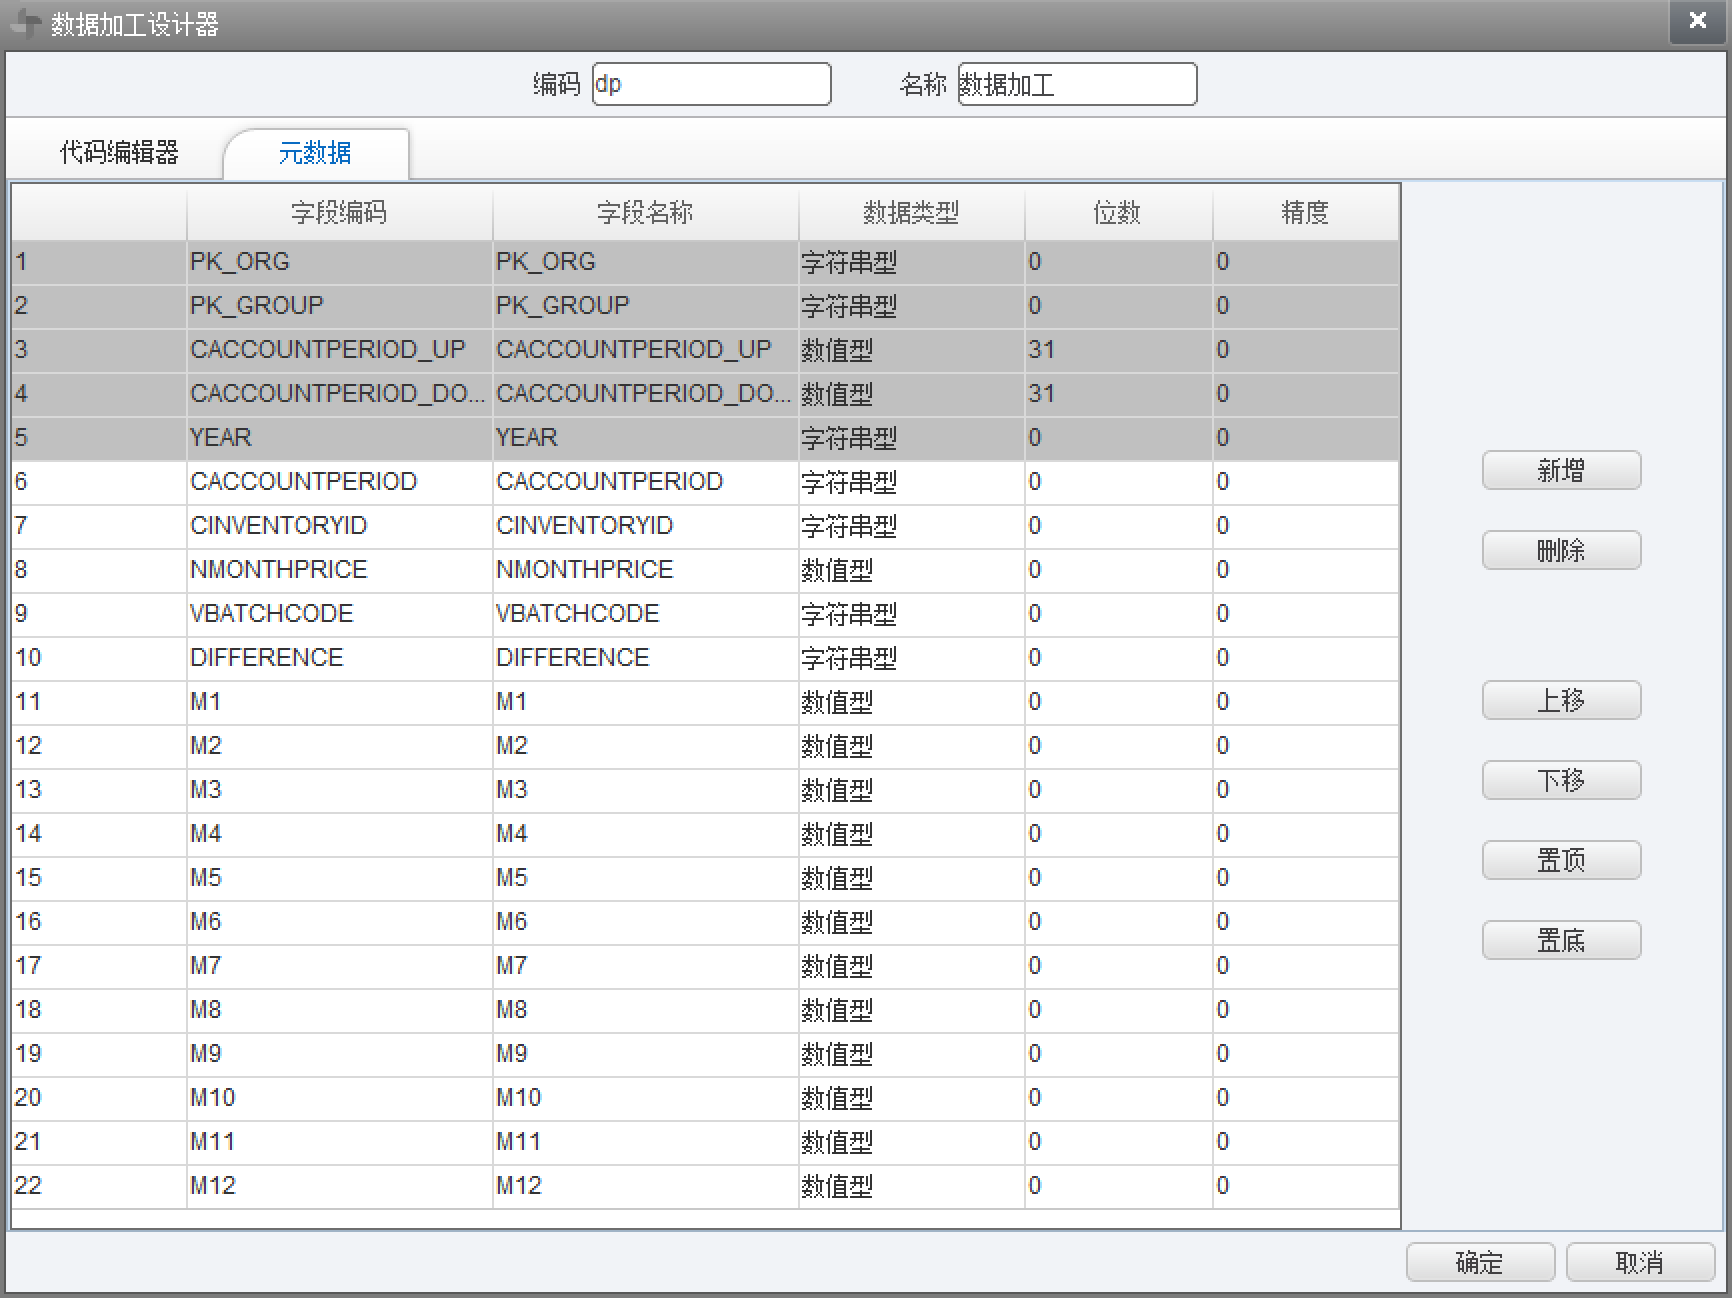 数据加工设计器
编码 dp 名称 数据加工
代码编辑器 元数据
字段编码 字段名称 数据类型 位数 精度
1 PK_ORG PK_ORG 字符串型 0 0
2 PK_GROUP PK_GROUP 字符串型 0 0
3 CACCOUNTPERIOD_UP CACCOUNTPERIOD_UP 数值型 31 0
4 CACCOUNTPERIOD_DO... CACCOUNTPERIOD_DO... 数值型 31 0
5 YEAR YEAR 字符串型 0 0
6 CACCOUNTPERIOD CACCOUNTPERIOD 字符串型 0 0
7 CINVENTORYID CINVENTORYID 字符串型 0 0
8 NMONTHPRICE NMONTHPRICE 数值型 0 0
9 VBATCHCODE VBATCHCODE 字符串型 0 0
10 DIFFERENCE DIFFERENCE 字符串型 0 0
11 M1 M1 数值型 0 0
12 M2 M2 数值型 0 0
13 M3 M3 数值型 0 0
14 M4 M4 数值型 0 0
15 M5 M5 数值型 0 0
16 M6 M6 数值型 0 0
17 M7 M7 数值型 0 0
18 M8 M8 数值型 0 0
19 M9 M9 数值型 0 0
20 M10 M10 数值型 0 0
21 M11 M11 数值型 0 0
22 M12 M12 数值型 0 0
新增
删除
上移
下移
置顶
置底
确定 取消